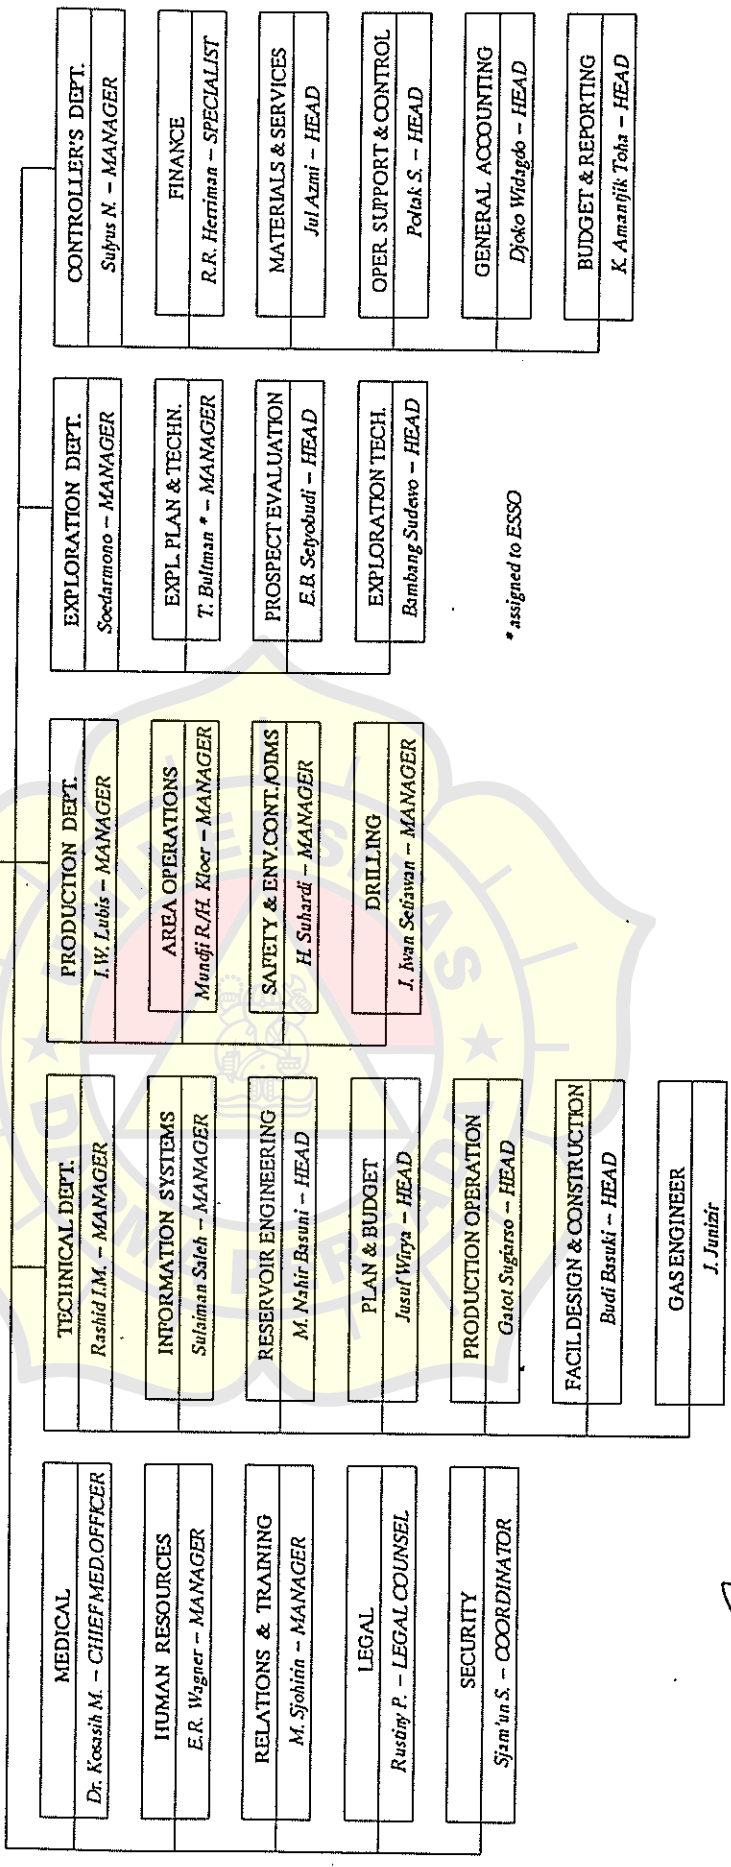 MEDICAL
Dr. Kosasih M. – CHIEF MED.OFFICER
HUMAN RESOURCES
E.R. Wagner – MANAGER
RELATIONS & TRAINING
M. Sjohirin – MANAGER
LEGAL
Rustiny P. – LEGAL COUNSEL
SECURITY
Sjam'un S. – COORDINATOR
TECHNICAL DEPT.
Rashid I.M. – MANAGER
INFORMATION SYSTEMS
Sulaiman Saleh – MANAGER
RESERVOIR ENGINEERING
M. Nahir Basuni – HEAD
PLAN & BUDGET
Jusuf Wirya – HEAD
PRODUCTION OPERATION
Gatot Sugiarso – HEAD
FACIL.DESIGN & CONSTRUCTION
Budi Basuki – HEAD
GAS ENGINEER
J. Junizir
PRODUCTION DEPT.
I.W. Lubis – MANAGER
AREA OPERATIONS
Mundji R./H. Kloer – MANAGER
SAFETY & ENV.CONT./OIMS
H. Suhardi – MANAGER
DRILLING
J. Iwan Setiawan – MANAGER
EXPLORATION DEPT.
Soedarmono – MANAGER
EXPL. PLAN & TECHN.
T. Bultman * – MANAGER
PROSPECT EVALUATION
E.B. Setyobudi – HEAD
EXPLORATION TECH.
Bambang Sudewo – HEAD
* assigned to ESSO
CONTROLLER'S DEPT.
Sulyus N. – MANAGER
FINANCE
R.R. Herriman – SPECIALIST
MATERIALS & SERVICES
Jul Azmi – HEAD
OPER. SUPPORT & CONTROL
Poltak S. – HEAD
GENERAL ACCOUNTING
Djoko Widagdo – HEAD
BUDGET & REPORTING
K. Amantjik Toha – HEAD
UNIVERSITAS
DARMA PERSADA